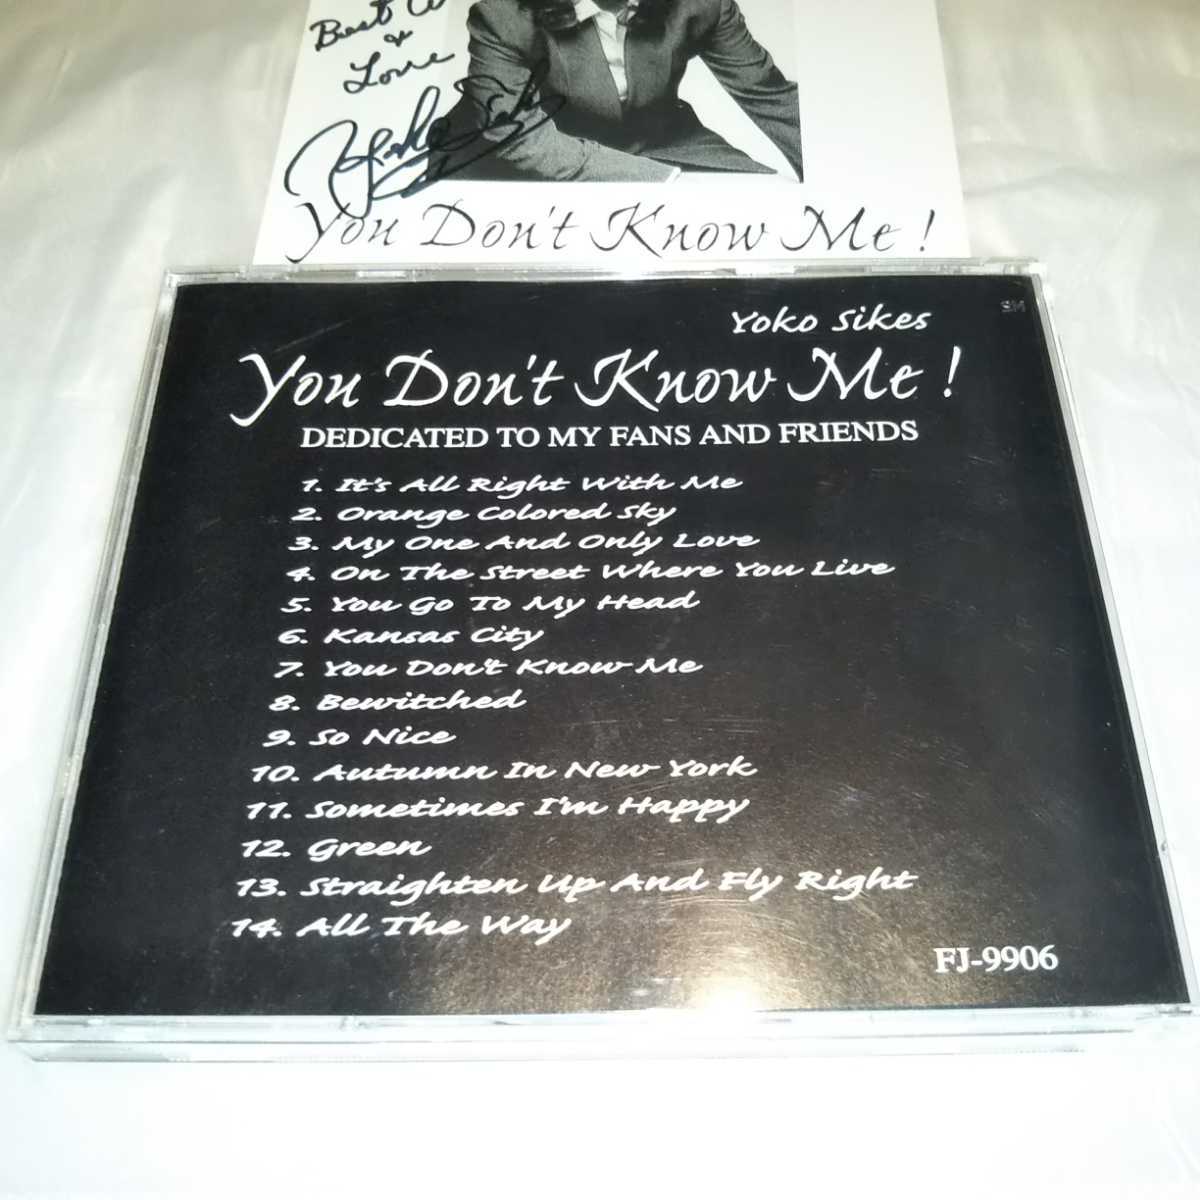 Best
&
Love
Yoko Sikes
You Don't Know Me !
SM
Yoko Sikes
You Don't Know Me !
DEDICATED TO MY FANS AND FRIENDS
1. It's All Right With Me
2. Orange Colored Sky
3. My One And Only Love
4. On The Street Where You Live
5. You Go To My Head
6. Kansas City
7. You Don't Know Me
8. Bewitched
9. So Nice
10. Autumn In New York
11. Sometimes I'm Happy
12. Green
13. Straighten Up And Fly Right
14. All The Way
FJ-9906